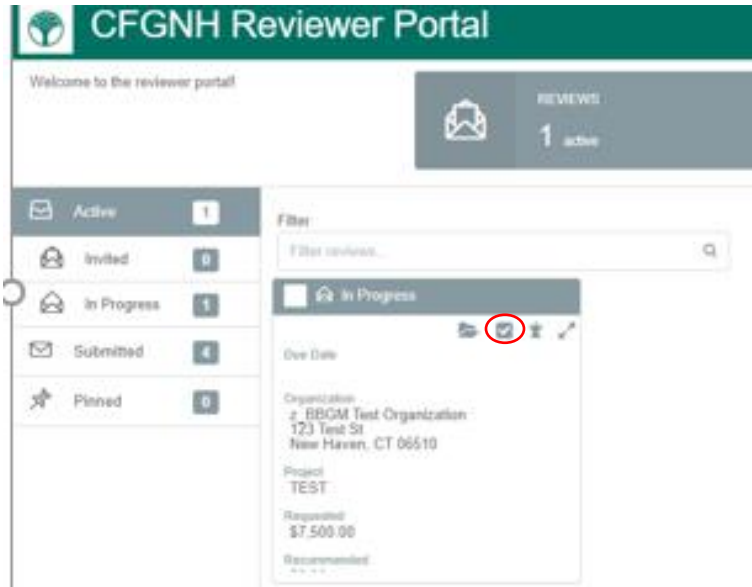 CFGNH Reviewer Portal
Welcome to the reviewer portal!
REVIEWS
1 active
Active 1
Invited 0
In Progress 1
Submitted 4
Pinned 0
Filter
Filter reviews...
In Progress
Due Date
Organization
z_BBGM Test Organization
123 Test St
New Haven, CT 06510
Project
TEST
Requested
$7,500.00
Recommended